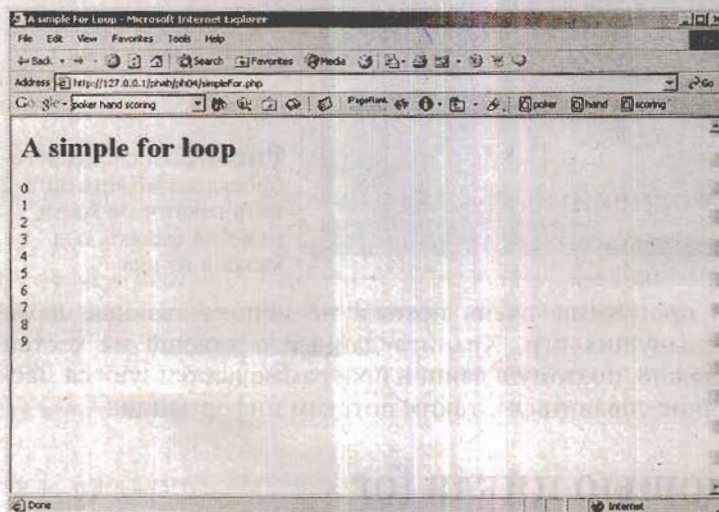 A simple For Loop - Microsoft Internet Explorer
File Edit View Favorites Tools Help
Back Search Favorites Media
Address http://127.0.0.1/phab/ph04/simpleFor.php Go
poker hand scoring PageRank poker hand scoring
A simple for loop
0
1
2
3
4
5
6
7
8
9
Done Internet